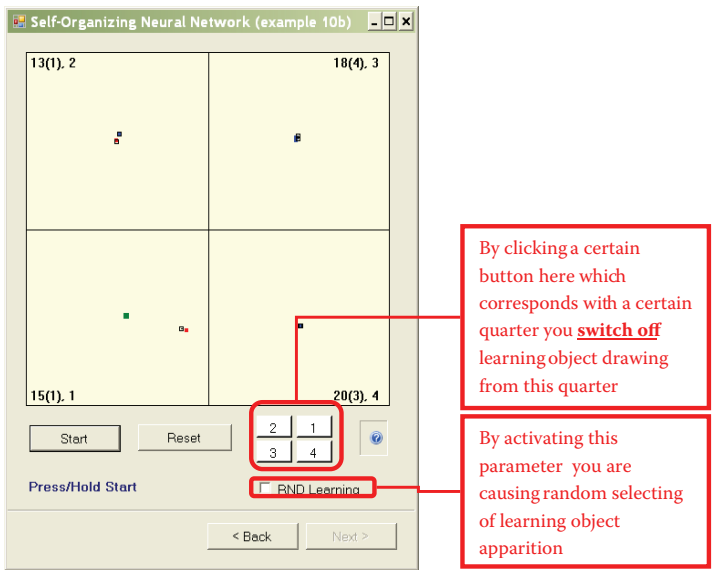 Self-Organizing Neural Network (example 10b)
13(1), 2
18(4), 3
15(1), 1
20(3), 4
Start
Reset
2
1
3
4
Press/Hold Start
RND Learning
< Back
Next >
By clicking a certain
button here which
corresponds with a certain
quarter you switch off
learning object drawing
from this quarter
By activating this
parameter you are
causing random selecting
of learning object
apparition